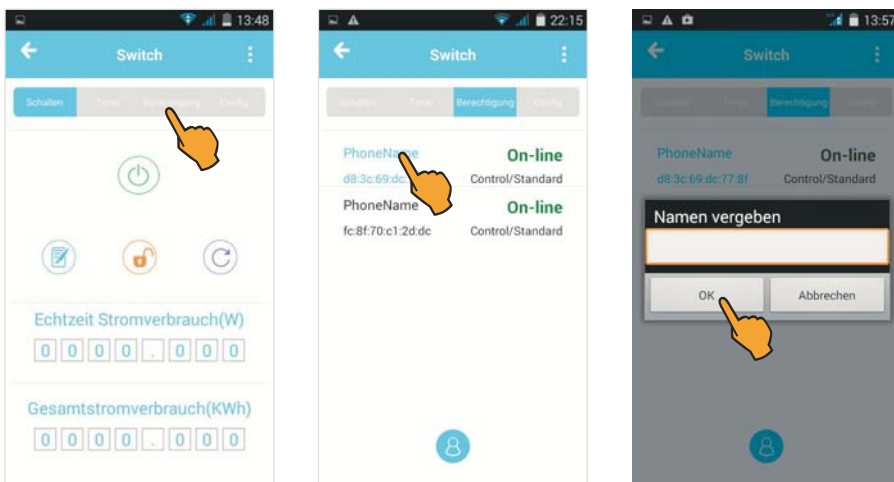 13:48
Switch
Schalten Timer Berechtigung Config
Echtzeit Stromverbrauch(W)
0 0 0 0 . 0 0 0
Gesamtstromverbrauch(KWh)
0 0 0 0 . 0 0 0
22:15
Switch
Schalten Timer Berechtigung Config
PhoneName On-line
d8:3c:69:dc: Control/Standard
PhoneName On-line
fc:8f:70:c1:2d:dc Control/Standard
13:57
Switch
Berechtigung Config
PhoneName On-line
d8:3c:69:dc:77:8f Control/Standard
Namen vergeben
OK Abbrechen